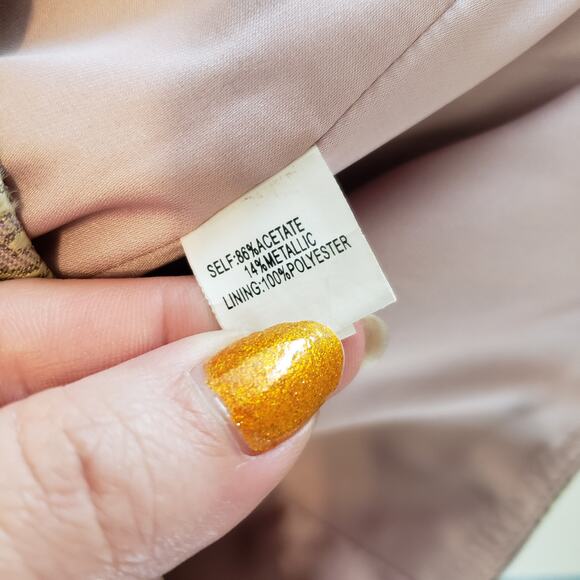 SELF:86%ACETATE
14%METALLIC
LINING:100%POLYESTER